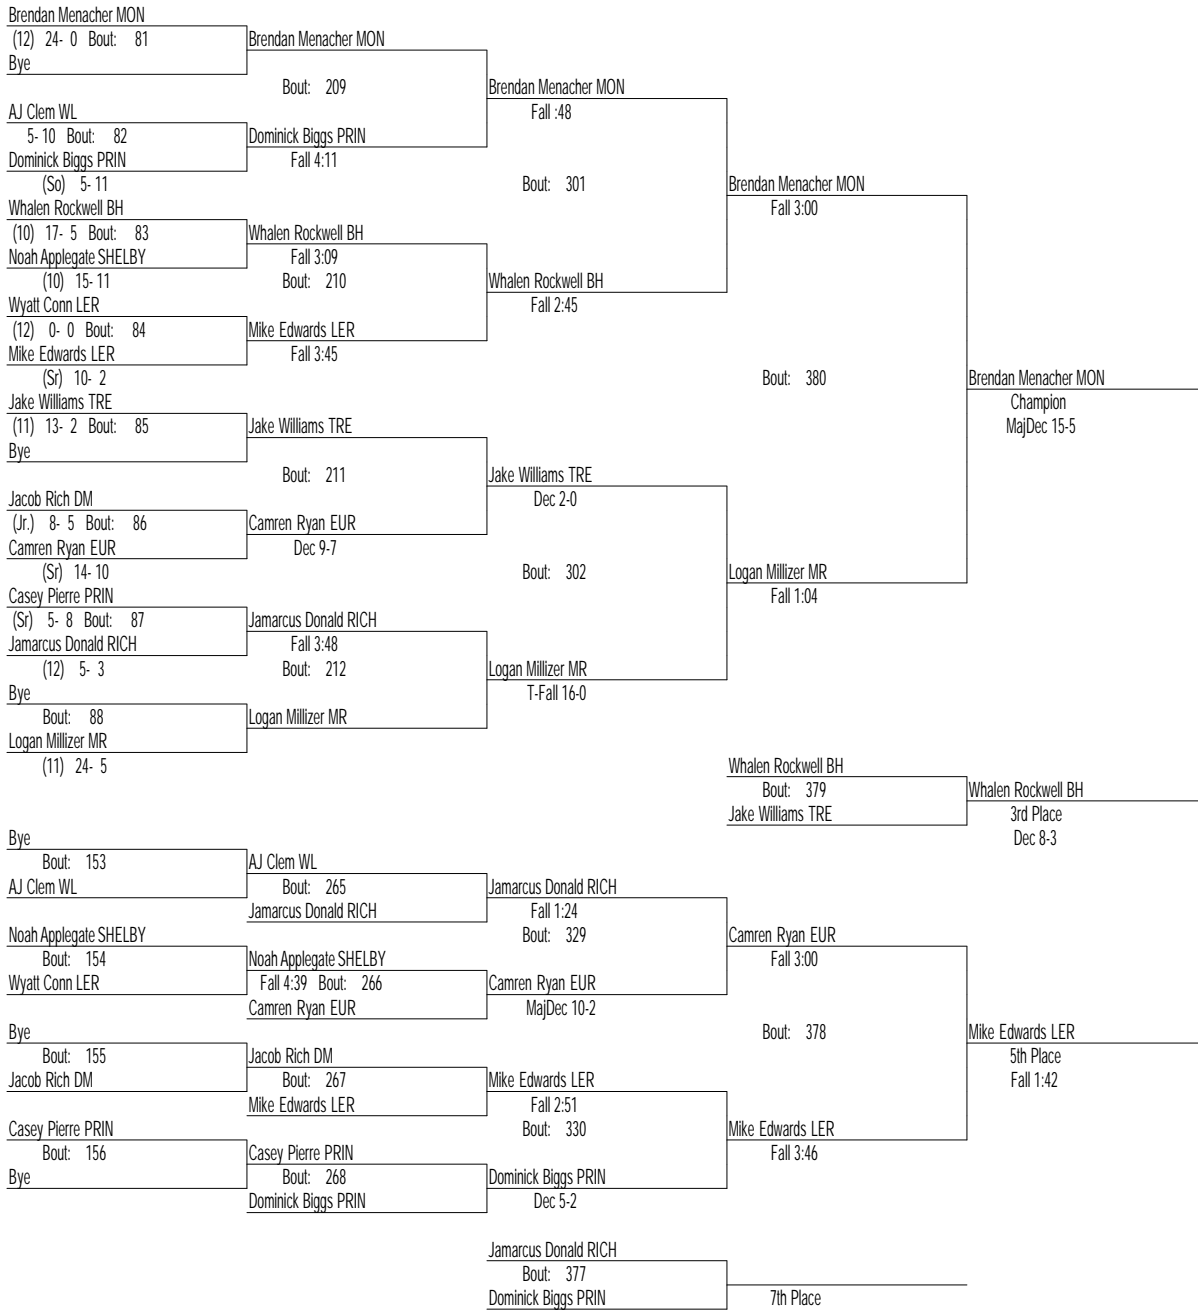 Brendan Menacher MON
(12) 24- 0 Bout: 81
Bye
Brendan Menacher MON
Bout: 209
AJ Clem WL
5- 10 Bout: 82
Dominick Biggs PRIN
(So) 5- 11
Dominick Biggs PRIN
Fall 4:11
Brendan Menacher MON
Fall :48
Bout: 301
Whalen Rockwell BH
(10) 17- 5 Bout: 83
Noah Applegate SHELBY
(10) 15- 11
Whalen Rockwell BH
Fall 3:09
Bout: 210
Wyatt Conn LER
(12) 0- 0 Bout: 84
Mike Edwards LER
(Sr) 10- 2
Mike Edwards LER
Fall 3:45
Whalen Rockwell BH
Fall 2:45
Brendan Menacher MON
Fall 3:00
Bout: 380
Jake Williams TRE
(11) 13- 2 Bout: 85
Bye
Jake Williams TRE
Bout: 211
Jacob Rich DM
(Jr.) 8- 5 Bout: 86
Camren Ryan EUR
(Sr) 14- 10
Camren Ryan EUR
Dec 9-7
Jake Williams TRE
Dec 2-0
Bout: 302
Casey Pierre PRIN
(Sr) 5- 8 Bout: 87
Jamarcus Donald RICH
(12) 5- 3
Jamarcus Donald RICH
Fall 3:48
Bout: 212
Bye
Bout: 88
Logan Millizer MR
(11) 24- 5
Logan Millizer MR
Logan Millizer MR
T-Fall 16-0
Logan Millizer MR
Fall 1:04
Brendan Menacher MON
Champion
MajDec 15-5
Whalen Rockwell BH
Bout: 379
Jake Williams TRE
Whalen Rockwell BH
3rd Place
Dec 8-3
Bye
Bout: 153
AJ Clem WL
AJ Clem WL
Bout: 265
Jamarcus Donald RICH
Jamarcus Donald RICH
Fall 1:24
Bout: 329
Noah Applegate SHELBY
Bout: 154
Wyatt Conn LER
Noah Applegate SHELBY
Fall 4:39 Bout: 266
Camren Ryan EUR
Camren Ryan EUR
MajDec 10-2
Camren Ryan EUR
Fall 3:00
Bout: 378
Bye
Bout: 155
Jacob Rich DM
Jacob Rich DM
Bout: 267
Mike Edwards LER
Mike Edwards LER
Fall 2:51
Bout: 330
Casey Pierre PRIN
Bout: 156
Bye
Casey Pierre PRIN
Bout: 268
Dominick Biggs PRIN
Dominick Biggs PRIN
Dec 5-2
Mike Edwards LER
Fall 3:46
Mike Edwards LER
5th Place
Fall 1:42
Jamarcus Donald RICH
Bout: 377
Dominick Biggs PRIN
7th Place